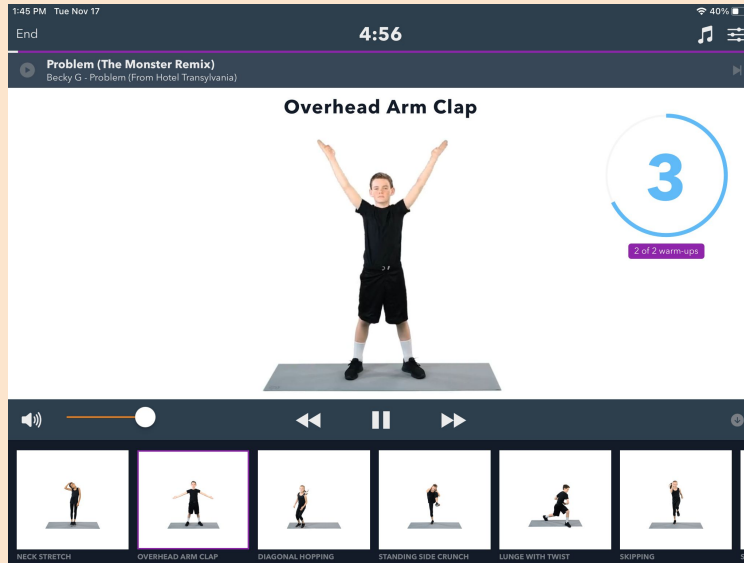 1:45 PM Tue Nov 17
40%
End
4:56
Problem (The Monster Remix)
Becky G - Problem (From Hotel Transylvania)
Overhead Arm Clap
3
2 of 2 warm-ups
NECK STRETCH
OVERHEAD ARM CLAP
DIAGONAL HOPPING
STANDING SIDE CRUNCH
LUNGE WITH TWIST
SKIPPING
S